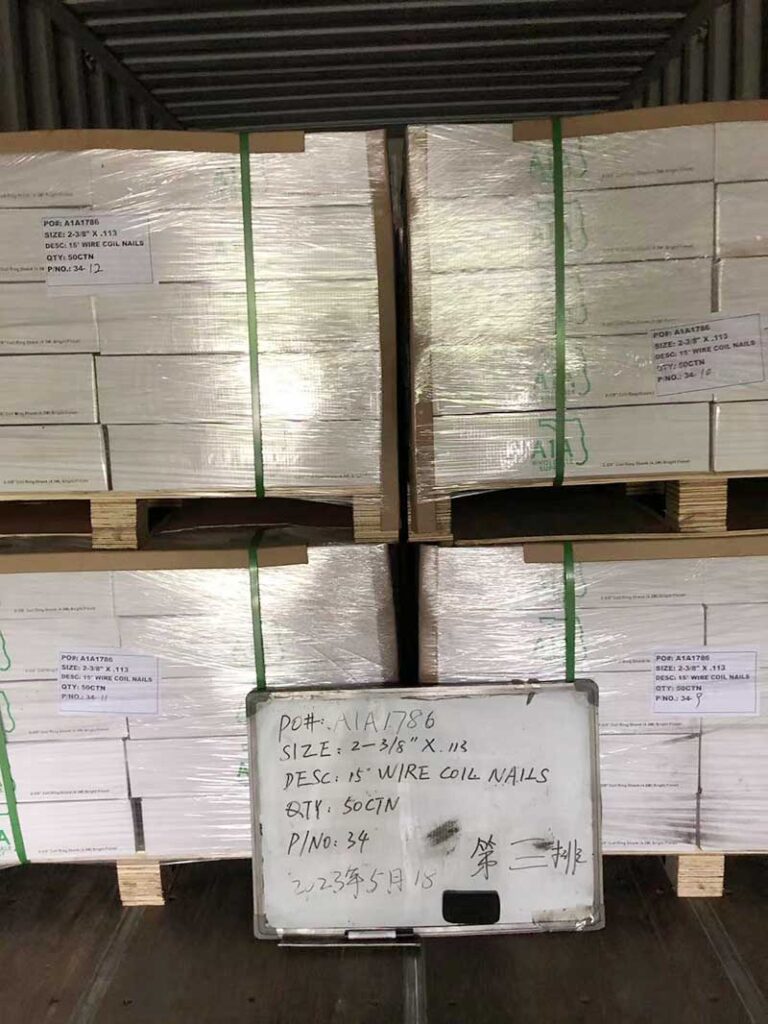 PO#: A1A1786
SIZE: 2-3/8" X .113
DESC: 15° WIRE COIL NAILS
QTY: 50CTN
P/NO.: 34-12
A1A
PO#: A1A1786
SIZE: 2-3/8" X .113
DESC: 15° WIRE COIL NAILS
QTY: 50CTN
P/NO.: 34-10
A1A
PO#: A1A1786
SIZE: 2-3/8" X .113
DESC: 15° WIRE COIL NAILS
QTY: 50CTN
P/NO.: 34-11
PO#: A1A1786
SIZE: 2-3/8" X .113
DESC: 15° WIRE COIL NAILS
QTY: 50CTN
P/NO.: 34-9
PO#: A1A1786
SIZE: 2-3/8" X .113
DESC: 15° WIRE COIL NAILS
QTY: 50CTN
P/NO: 34
第三排
2023年5月18